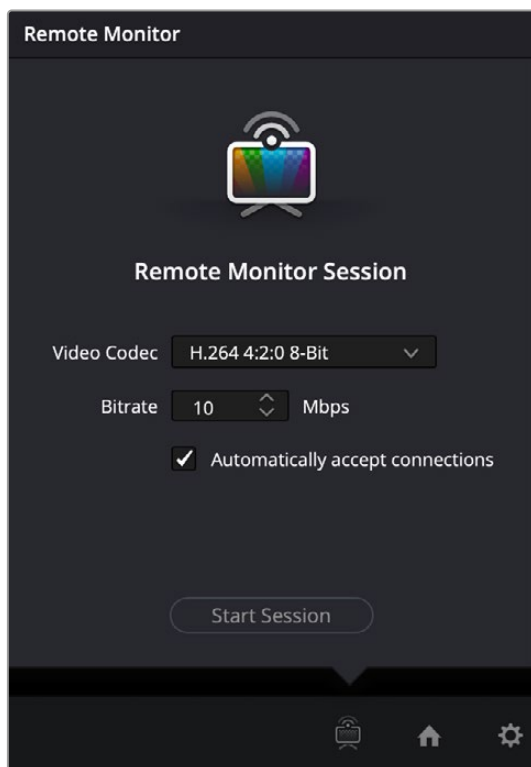 Remote Monitor
Remote Monitor Session
Video Codec H.264 4:2:0 8-Bit
Bitrate 10 Mbps
Automatically accept connections
Start Session